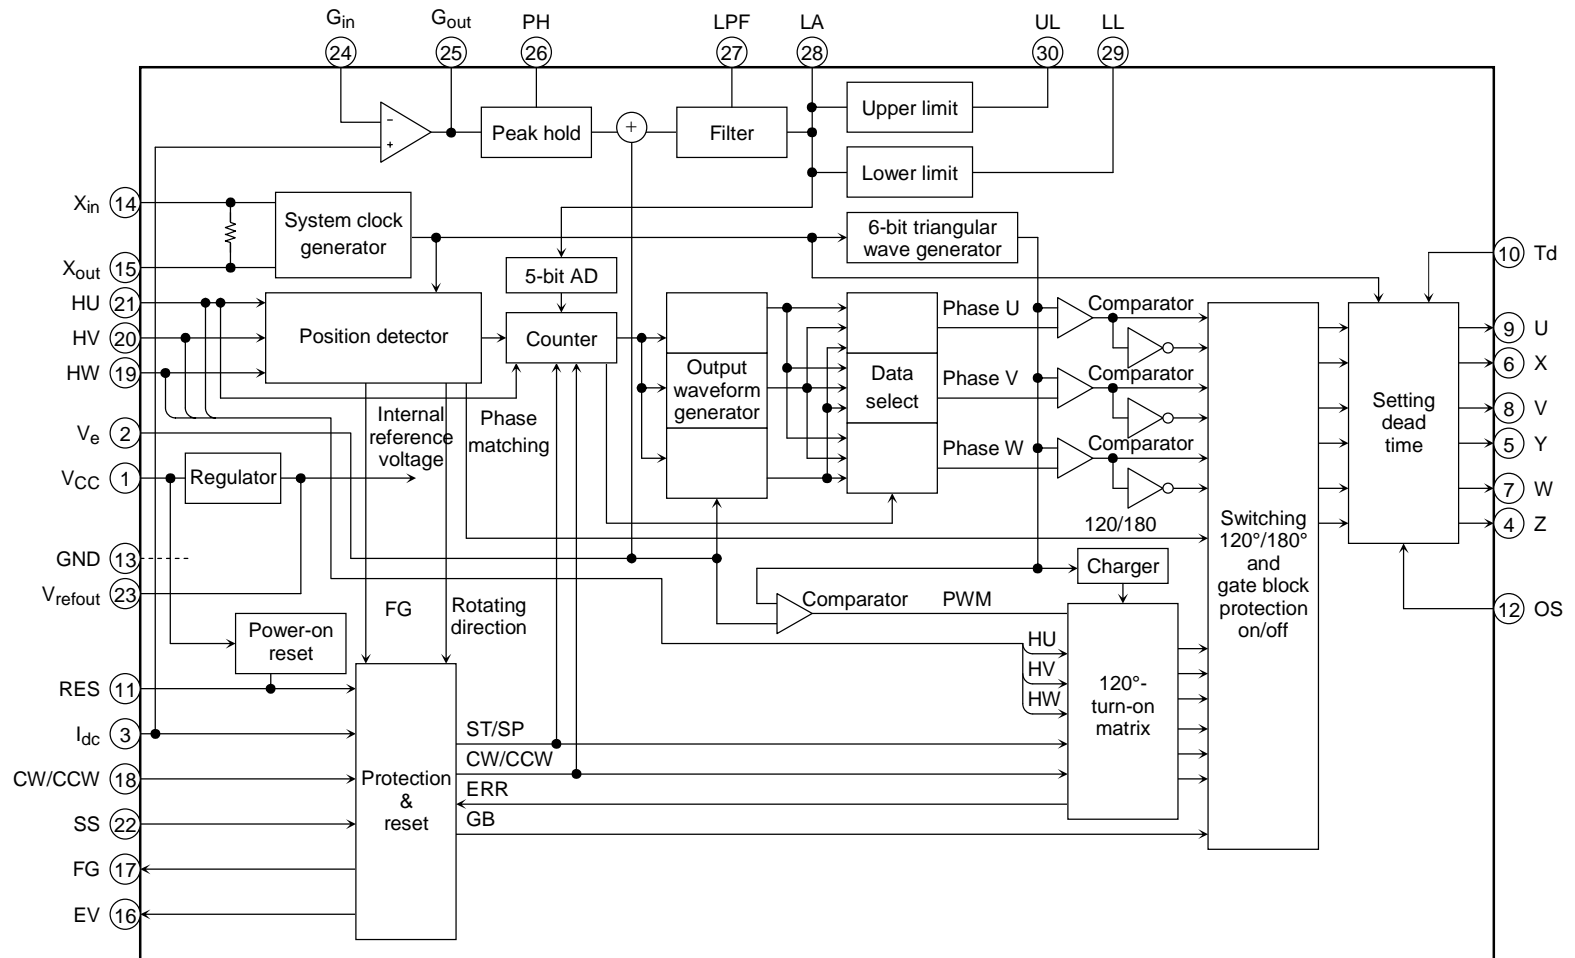 Gin
24
Gout
25
PH
26
LPF
27
LA
28
UL
30
LL
29
Upper limit
−
+
Peak hold
+
Filter
Lower limit
Xin
14
System clock
generator
6-bit triangular
wave generator
10
Td
Xout
15
5-bit AD
HU
21
Position detector
Counter
Phase U
Comparator
HV
20
9
U
HW
19
Output
waveform
generator
Data
select
Phase V
Comparator
6
X
Internal
reference
voltage
Phase
matching
Setting
dead
time
8
V
Ve
2
Phase W
Comparator
5
Y
VCC
1
Regulator
7
W
120/180
Switching
120°/180°
and
gate block
protection
on/off
4
Z
GND
13
Charger
Vrefout
23
FG
Rotating
direction
Comparator
PWM
12
OS
Power-on
reset
HU
HV
HW
120°-
turn-on
matrix
RES
11
Idc
3
ST/SP
CW/CCW
CW/CCW
18
Protection
&
reset
ERR
GB
SS
22
FG
17
EV
16